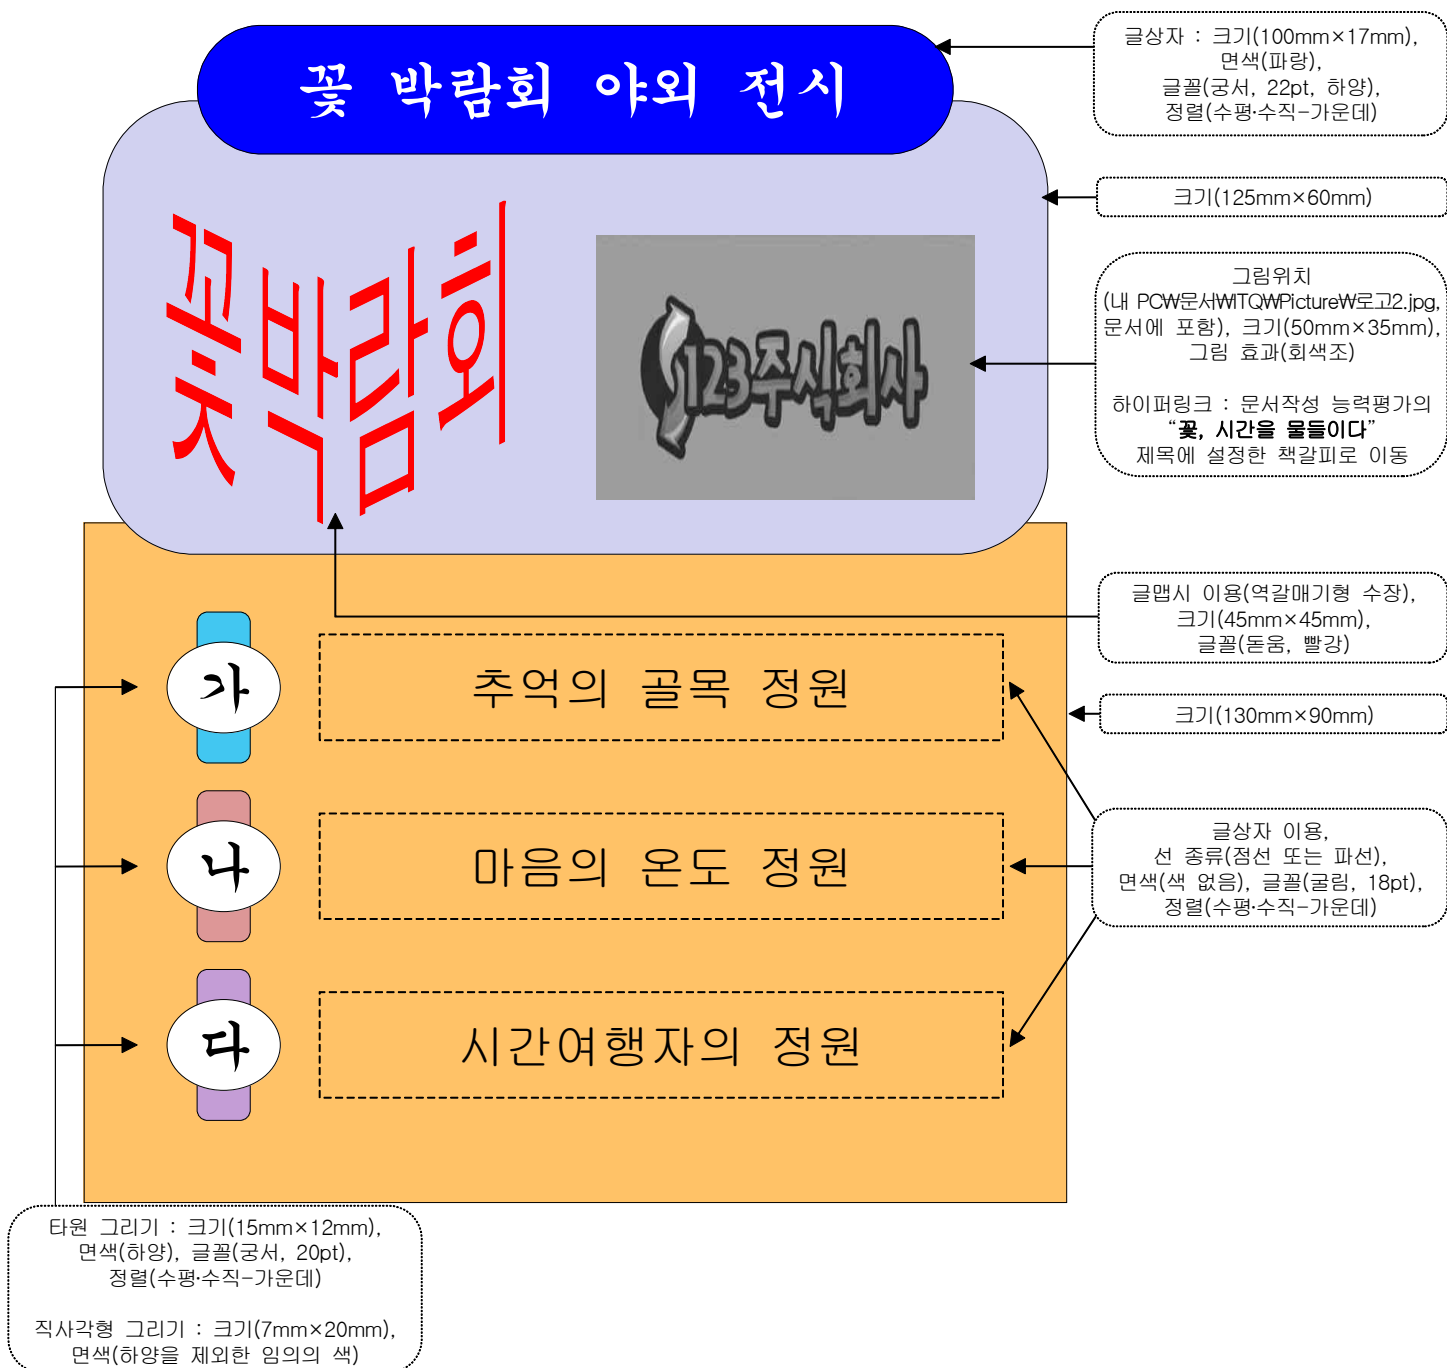 꽃 박람회 야외 전시
글상자 : 크기(100mm×17mm),
면색(파랑),
글꼴(궁서, 22pt, 하양),
정렬(수평·수직-가운데)
크기(125mm×60mm)
꽃박람회
123주식회사
그림위치
(내 PC₩문서₩ITQ₩Picture₩로고2.jpg,
문서에 포함), 크기(50mm×35mm),
그림 효과(회색조)
하이퍼링크 : 문서작성 능력평가의
“꽃, 시간을 물들이다”
제목에 설정한 책갈피로 이동
글맵시 이용(역갈매기형 수장),
크기(45mm×45mm),
글꼴(돋움, 빨강)
가
추억의 골목 정원
크기(130mm×90mm)
나
마음의 온도 정원
글상자 이용,
선 종류(점선 또는 파선),
면색(색 없음), 글꼴(굴림, 18pt),
정렬(수평·수직-가운데)
다
시간여행자의 정원
타원 그리기 : 크기(15mm×12mm),
면색(하양), 글꼴(궁서, 20pt),
정렬(수평·수직-가운데)
직사각형 그리기 : 크기(7mm×20mm),
면색(하양을 제외한 임의의 색)